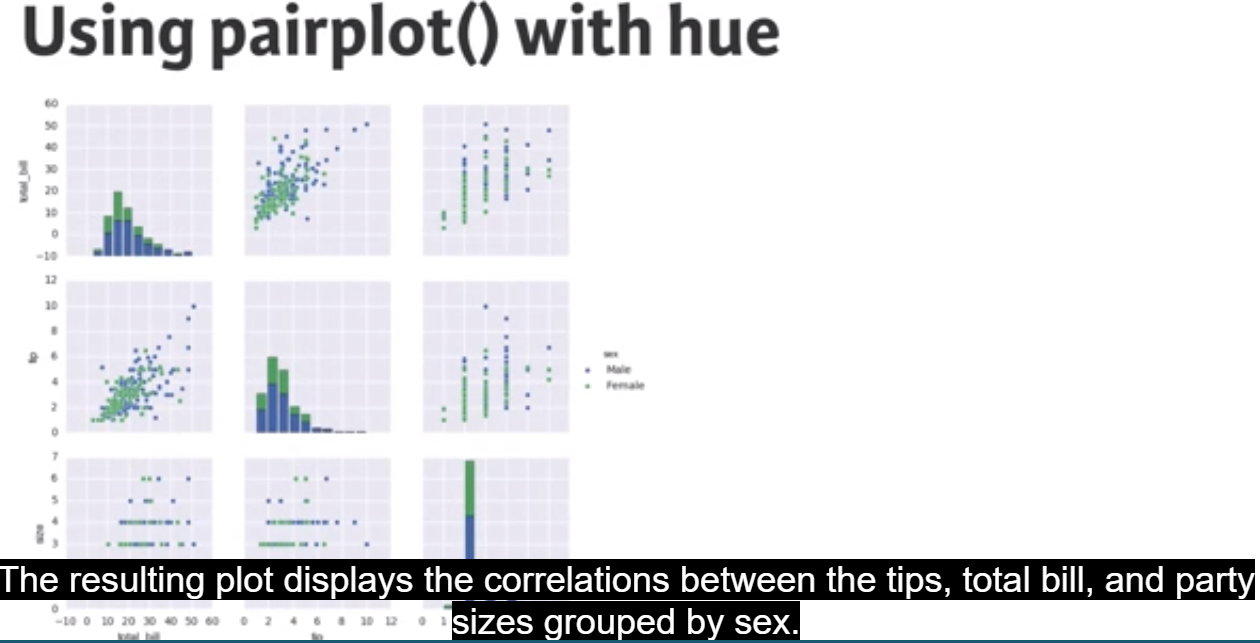 Using pairplot() with hue
60
50
40
30
20
10
0
−10
total_bill
12
10
8
6
4
2
0
tip
sex
Male
Female
7
6
5
4
3
size
The resulting plot displays the correlations between the tips, total bill, and party
sizes grouped by sex.
0
−10 0 10 20 30 40 50 60 0 2 4 6 8 10 12 0 1
total_bill tip